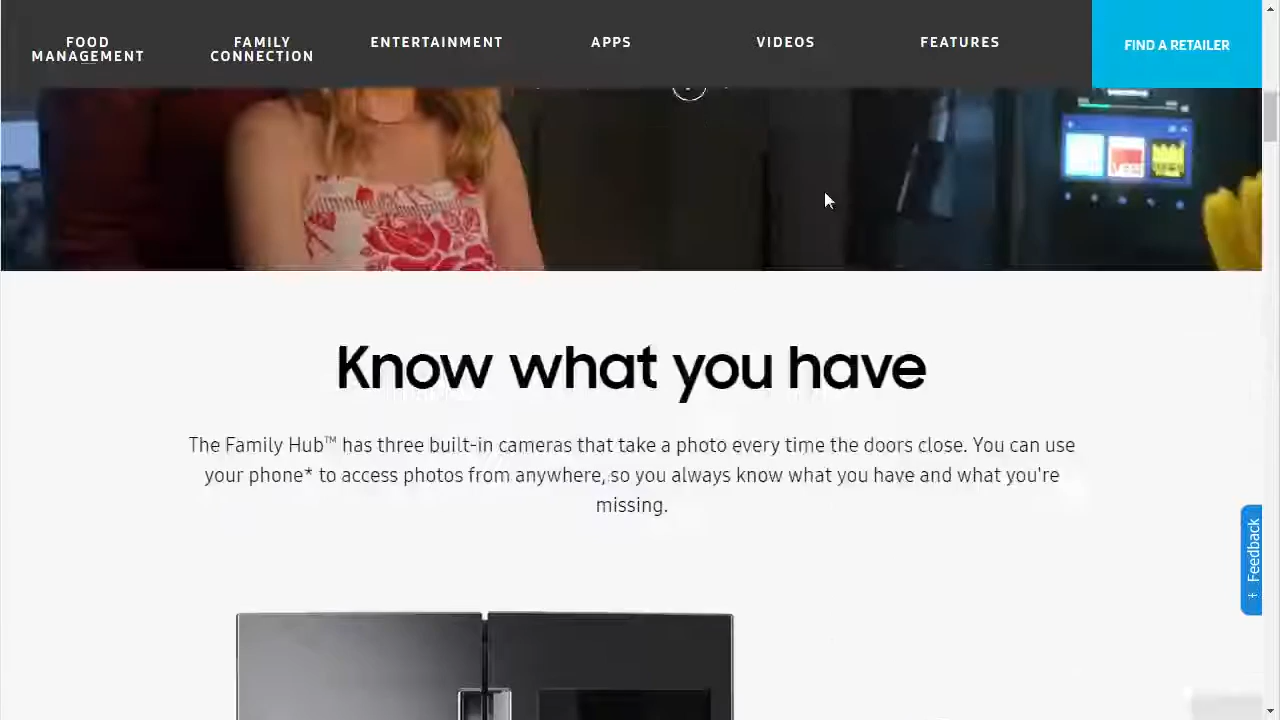 FOOD
MANAGEMENT
FAMILY
CONNECTION
ENTERTAINMENT
APPS
VIDEOS
FEATURES
FIND A RETAILER
Know what you have
The Family Hub™ has three built-in cameras that take a photo every time the doors close. You can use
your phone* to access photos from anywhere, so you always know what you have and what you're
missing.
Feedback